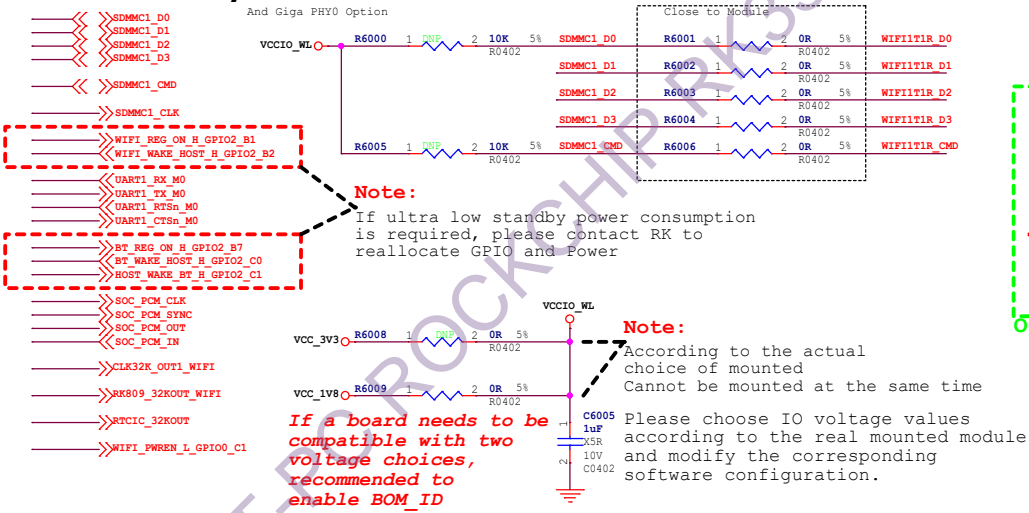 And Giga PHY0 Option
Close to Module
SDMMC1_D0
SDMMC1_D1
SDMMC1_D2
SDMMC1_D3
SDMMC1_CMD
SDMMC1_CLK
WIFI_REG_ON_H_GPIO2_B1
WIFI_WAKE_HOST_H_GPIO2_B2
UART1_RX_M0
UART1_TX_M0
UART1_RTSn_M0
UART1_CTSn_M0
BT_REG_ON_H_GPIO2_B7
BT_WAKE_HOST_H_GPIO2_C0
HOST_WAKE_BT_H_GPIO2_C1
SOC_PCM_CLK
SOC_PCM_SYNC
SOC_PCM_OUT
SOC_PCM_IN
CLK32K_OUT1_WIFI
RK809_32KOUT_WIFI
RTCIC_32KOUT
WIFI_PWREN_L_GPIO0_C1
VCCIO_WL
R6000 1 DNP 2 10K 5%
R0402
R6005 1 DNP 2 10K 5%
R0402
SDMMC1_D0 R6001 1 2 0R 5% WIFI1T1R_D0
R0402
SDMMC1_D1 R6002 1 2 0R 5% WIFI1T1R_D1
R0402
SDMMC1_D2 R6003 1 2 0R 5% WIFI1T1R_D2
R0402
SDMMC1_D3 R6004 1 2 0R 5% WIFI1T1R_D3
R0402
SDMMC1_CMD R6006 1 2 0R 5% WIFI1T1R_CMD
R0402
Note:
If ultra low standby power consumption
is required, please contact RK to
reallocate GPIO and Power
VCCIO_WL
VCC_3V3 R6008 1 DNP 2 0R 5%
R0402
VCC_1V8 R6009 1 2 0R 5%
R0402
If a board needs to be
compatible with two
voltage choices,
recommended to
enable BOM_ID
C6005
1uF
X5R
10V
C0402
1
2
Note:
According to the actual
choice of mounted
Cannot be mounted at the same time
Please choose IO voltage values
according to the real mounted module
and modify the corresponding
software configuration.
PC ROCKCHIP